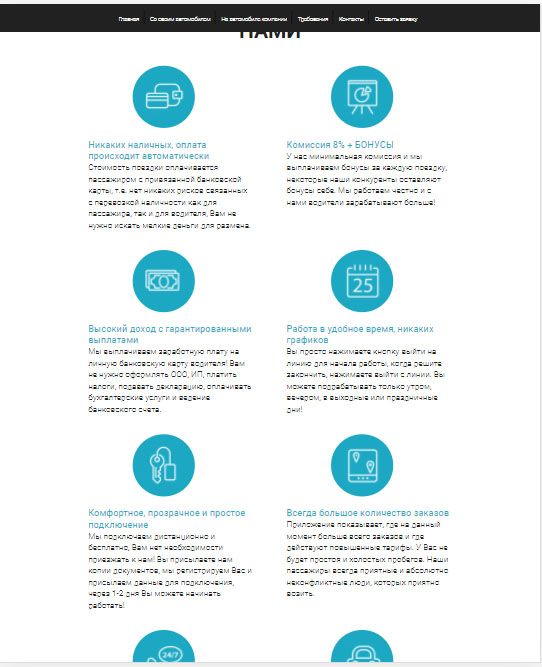 Главная Со своим автомобилем На автомобиле компании Требования Контакты Оставить заявку
НАМИ
Никаких наличных, оплата
происходит автоматически
Стоимость поездки оплачивается
пассажиром с привязанной банковской
карты, т.е. нет никаких рисков связанных
с перевозкой наличности как для
пассажира, так и для водителя, Вам не
нужно искать мелкие деньги для размена.
Комиссия 8% + БОНУСЫ
У нас минимальная комиссия и мы
выплачиваем бонусы за каждую поездку,
некоторые наши конкуренты оставляют
бонусы себе. Мы работаем честно и с
нами водители зарабатывают больше!
25
Высокий доход с гарантированными
выплатами
Мы выплачиваем заработную плату на
личную банковскую карту водителя! Вам
не нужно оформлять ООО, ИП, платить
налоги, подавать декларацию, оплачивать
бухгалтерские услуги и ведение
банковского счета.
Работа в удобное время, никаких
графиков
Вы просто нажимаете кнопку выйти на
линию для начала работы, когда решите
закончить, нажимаете выйти с линии. Вы
можете подрабатывать только утром,
вечером, в выходные или праздничные
дни!
Комфортное, прозрачное и простое
подключение
Мы подключаем дистанционно и
бесплатно, Вам нет необходимости
приезжать к нам! Вы присылаете нам
копии документов, мы регистрируем Вас и
присылаем данные для подключения,
через 1-2 дня Вы можете начинать
работать!
Всегда большое количество заказов
Приложение показывает, где на данный
момент больше всего заказов и где
действуют повышенные тарифы. У Вас не
будет простоя и холостых пробегов. Наши
пассажиры всегда приятные и абсолютно
неконфликтные люди, которых приятно
возить.
24/7